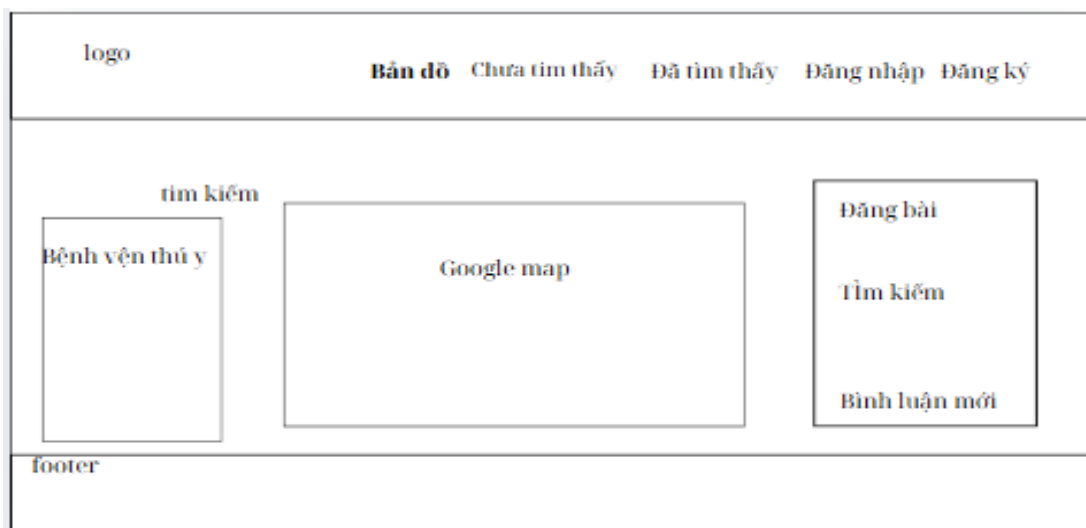 logo
Bản đồ Chưa tìm thấy Đã tìm thấy Đăng nhập Đăng ký
tìm kiếm
Bệnh vện thú y
Google map
Đăng bài
TÌm kiếm
Bình luận mới
footer